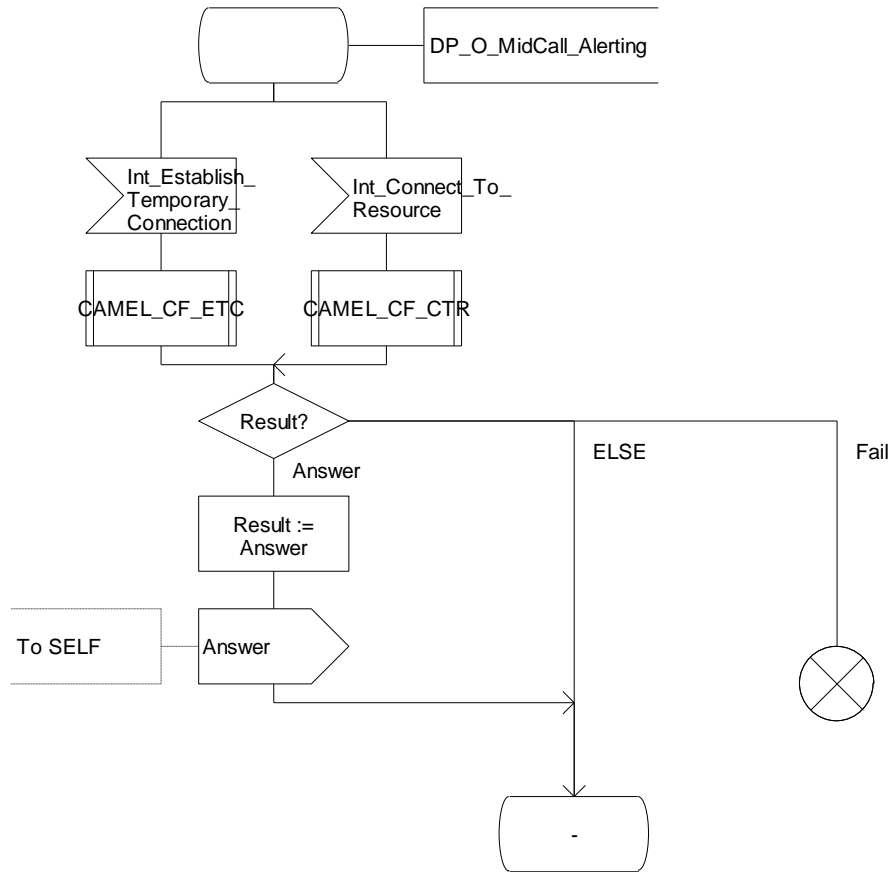 DP_O_MidCall_Alerting
Int_Establish_
Temporary_
Connection
Int_Connect_To_
Resource
CAMEL_CF_ETC
CAMEL_CF_CTR
Result?
ELSE
Fail
Answer
Result :=
Answer
To SELF
Answer
-